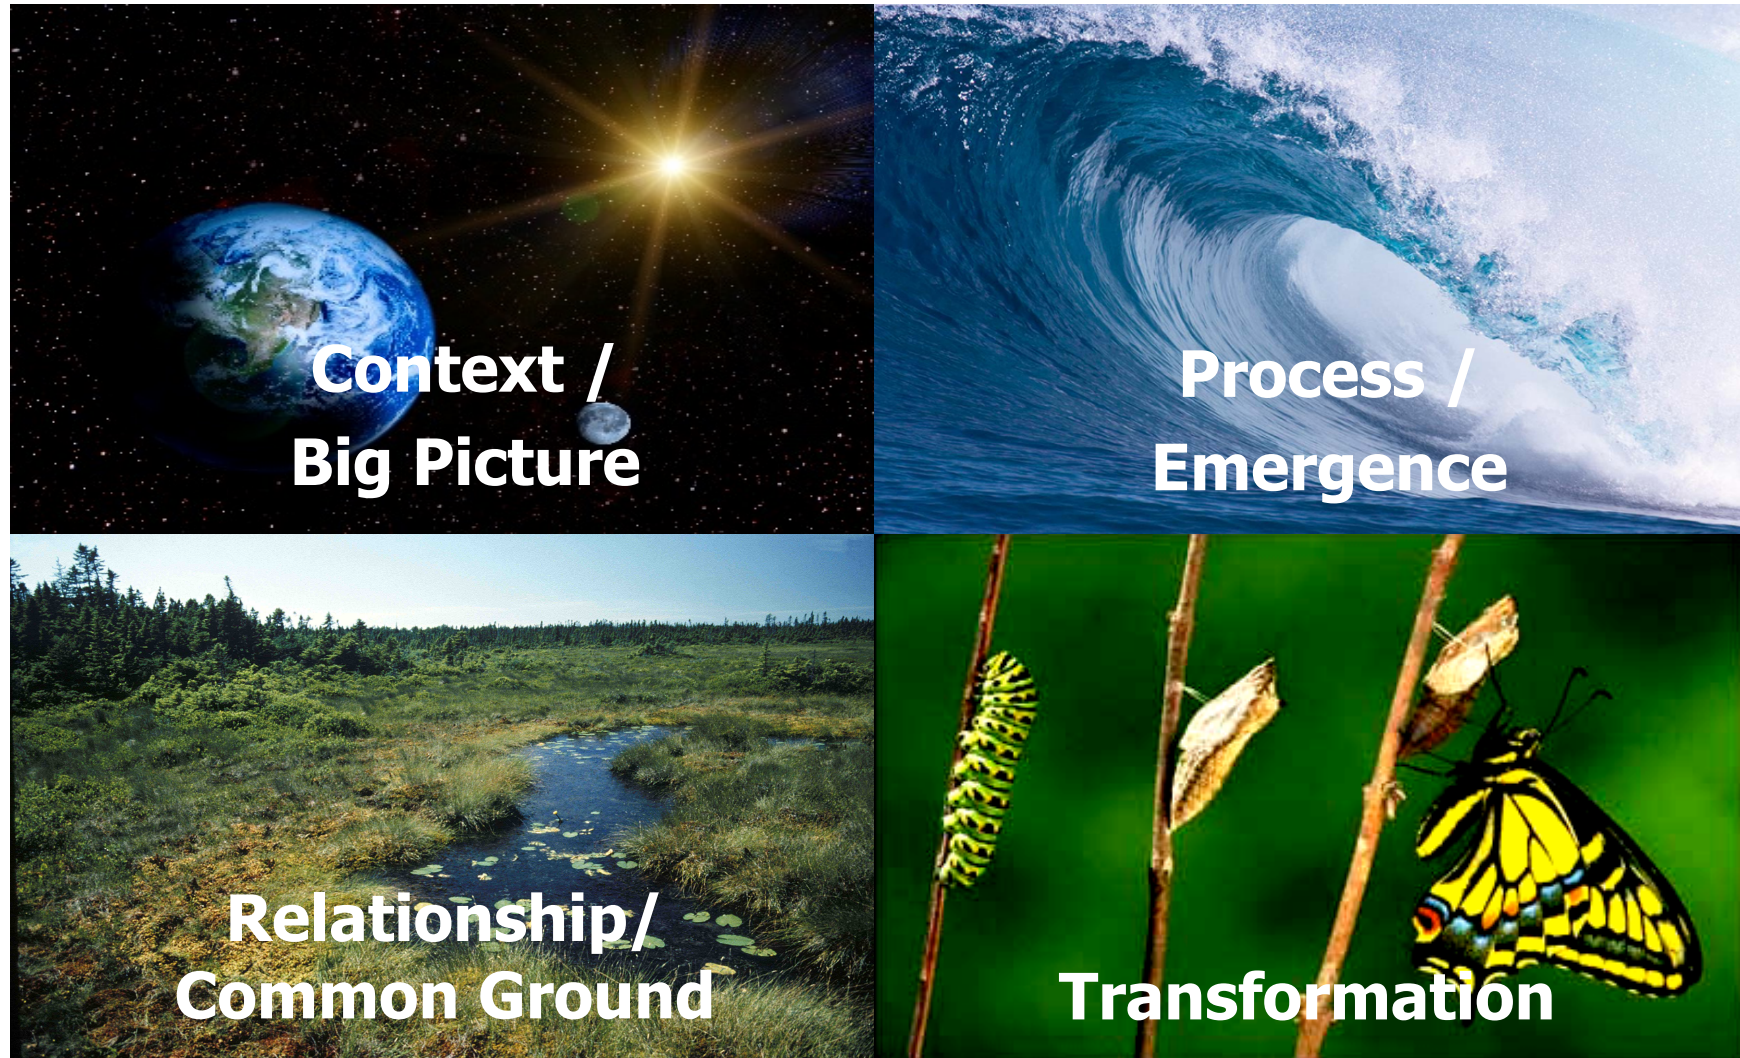 Context /
Big Picture
Process /
Emergence
Relationship/
Common Ground
Transformation